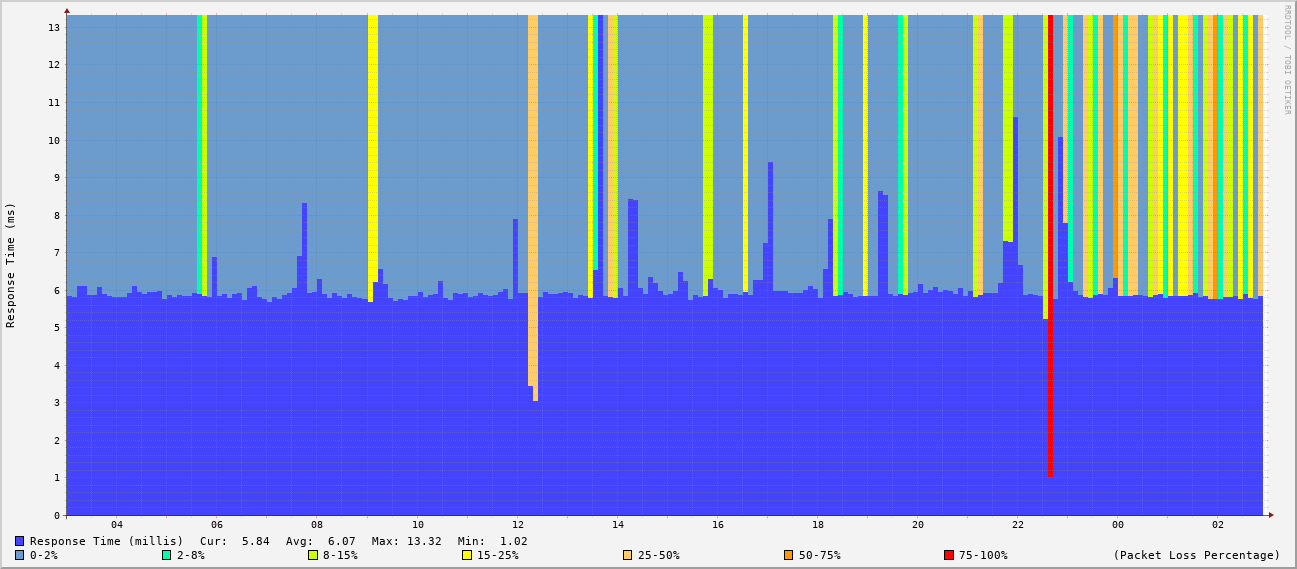 RRDTOOL / TOBI OETIKER
Response Time (ms)
13
12
11
10
9
8
7
6
5
4
3
2
1
0
04 06 08 10 12 14 16 18 20 22 00 02
Response Time (millis) Cur: 5.84 Avg: 6.07 Max: 13.32 Min: 1.02
0-2% 2-8% 8-15% 15-25% 25-50% 50-75% 75-100% (Packet Loss Percentage)